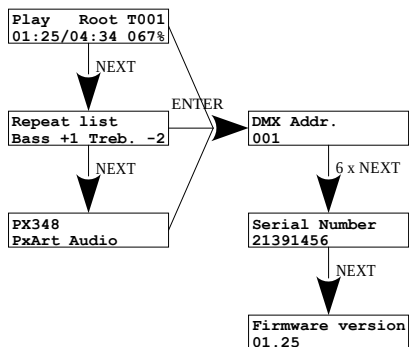 Play   Root T001
01:25/04:34 067%
NEXT
ENTER
Repeat list
Bass +1 Treb. -2
DMX Addr.
001
NEXT
6 x NEXT
PX348
PxArt Audio
Serial Number
21391456
NEXT
Firmware version
01.25